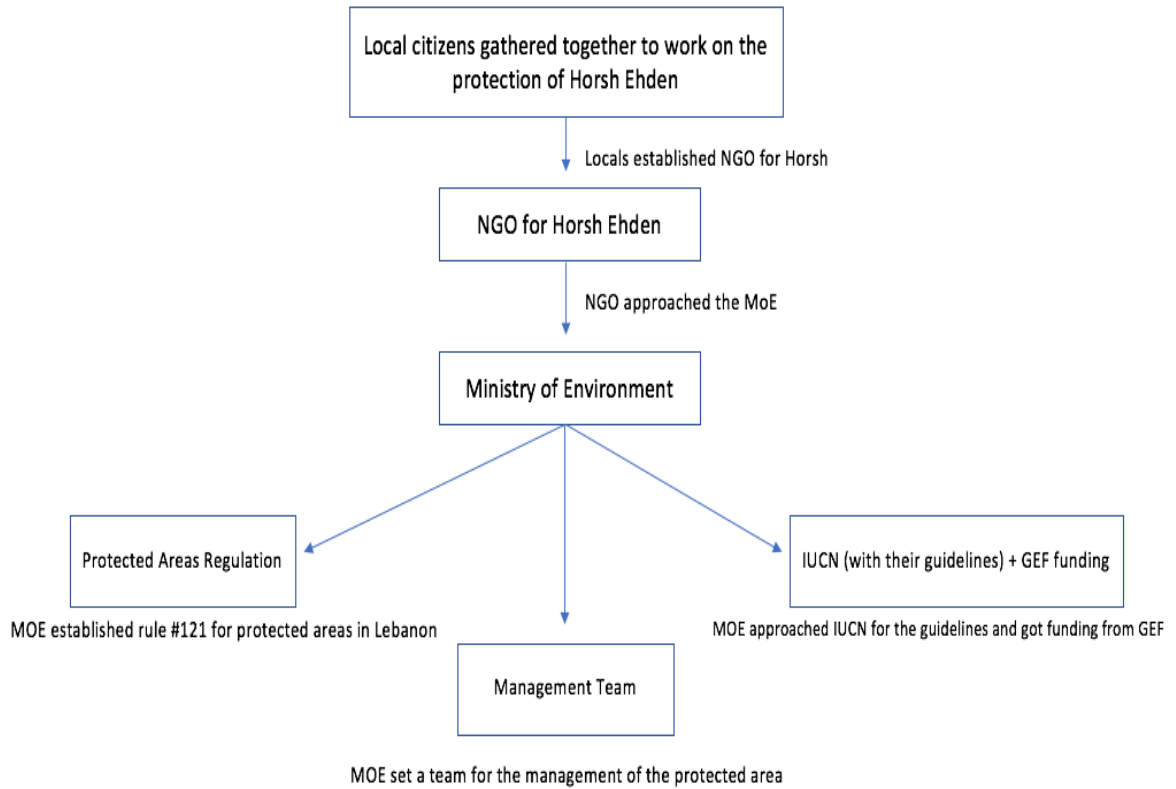 Local citizens gathered together to work on the
protection of Horsh Ehden
Locals established NGO for Horsh
NGO for Horsh Ehden
NGO approached the MoE
Ministry of Environment
Protected Areas Regulation
MOE established rule #121 for protected areas in Lebanon
IUCN (with their guidelines) + GEF funding
MOE approached IUCN for the guidelines and got funding from GEF
Management Team
MOE set a team for the management of the protected area